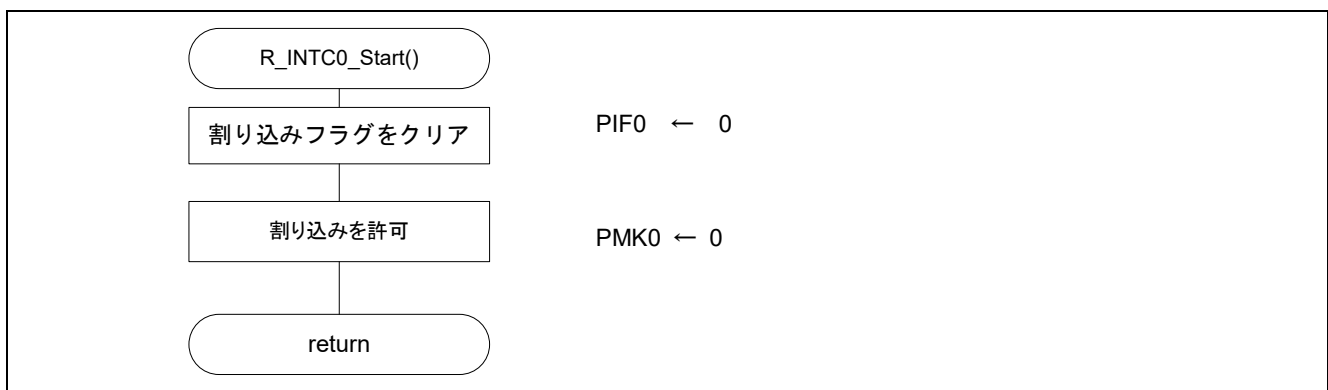 R_INTC0_Start()
割り込みフラグをクリア
PIF0 ← 0
割り込みを許可
PMK0 ← 0
return